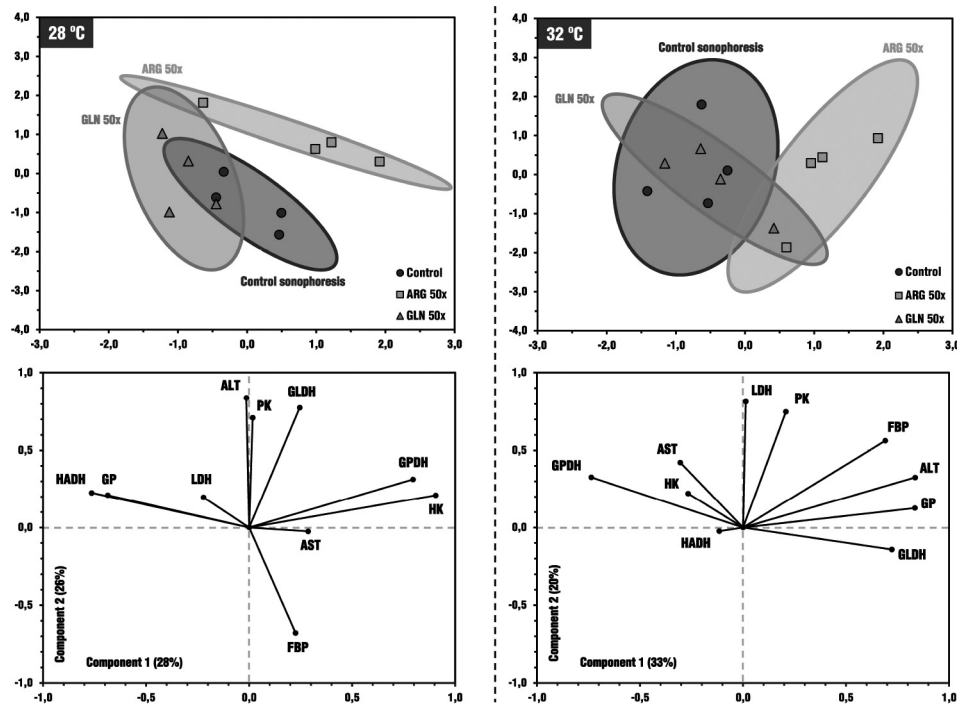 28 ºC
ARG 50x
GLN 50x
Control sonophoresis
Control
ARG 50x
GLN 50x
4,0
3,0
2,0
1,0
0,0
-1,0
-2,0
-3,0
-4,0
-3,0 -2,0 -1,0 0,0 1,0 2,0 3,0
32 ºC
Control sonophoresis
ARG 50x
GLN 50x
Control
ARG 50x
GLN 50x
4,0
3,0
2,0
1,0
0,0
-1,0
-2,0
-3,0
-4,0
-3,0 -2,0 -1,0 0,0 1,0 2,0 3,0
1,0
0,5
0,0
-0,5
-1,0
ALT
PK
GLDH
GPDH
HADH
GP
LDH
HK
AST
FBP
Component 2 (26%)
Component 1 (28%)
-1,0 -0,5 0,0 0,5 1,0
1,0
0,5
0,0
-0,5
-1,0
LDH
PK
FBP
AST
GPDH
ALT
HK
GP
HADH
GLDH
Component 2 (20%)
Component 1 (33%)
-1,0 -0,5 0,0 0,5 1,0